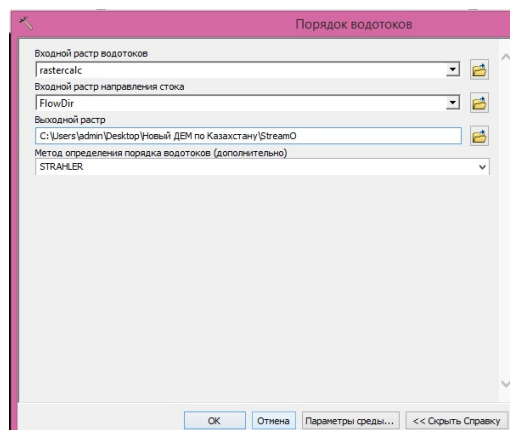 Порядок водотоков
Входной растр водотоков
rastercalc
Входной растр направления стока
FlowDir
Выходной растр
C:\Users\admin\Desktop\Новый ДЕМ по Казахстану\StreamO
Метод определения порядка водотоков (дополнительно)
STRAHLER
OK Отмена Параметры среды... << Скрыть Справку